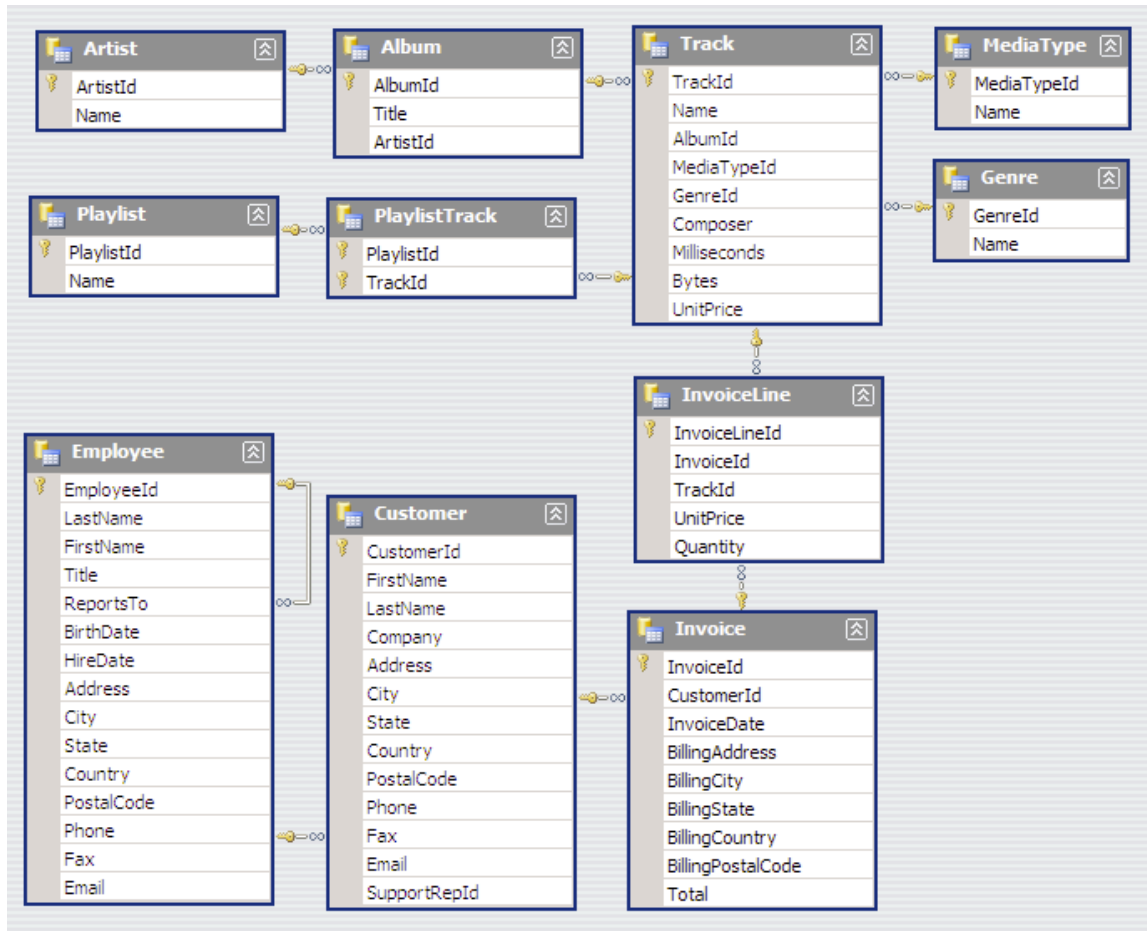 Artist
ArtistId
Name
Album
AlbumId
Title
ArtistId
Track
TrackId
Name
AlbumId
MediaTypeId
GenreId
Composer
Milliseconds
Bytes
UnitPrice
MediaType
MediaTypeId
Name
Genre
GenreId
Name
Playlist
PlaylistId
Name
PlaylistTrack
PlaylistId
TrackId
InvoiceLine
InvoiceLineId
InvoiceId
TrackId
UnitPrice
Quantity
Employee
EmployeeId
LastName
FirstName
Title
ReportsTo
BirthDate
HireDate
Address
City
State
Country
PostalCode
Phone
Fax
Email
Customer
CustomerId
FirstName
LastName
Company
Address
City
State
Country
PostalCode
Phone
Fax
Email
SupportRepId
Invoice
InvoiceId
CustomerId
InvoiceDate
BillingAddress
BillingCity
BillingState
BillingCountry
BillingPostalCode
Total